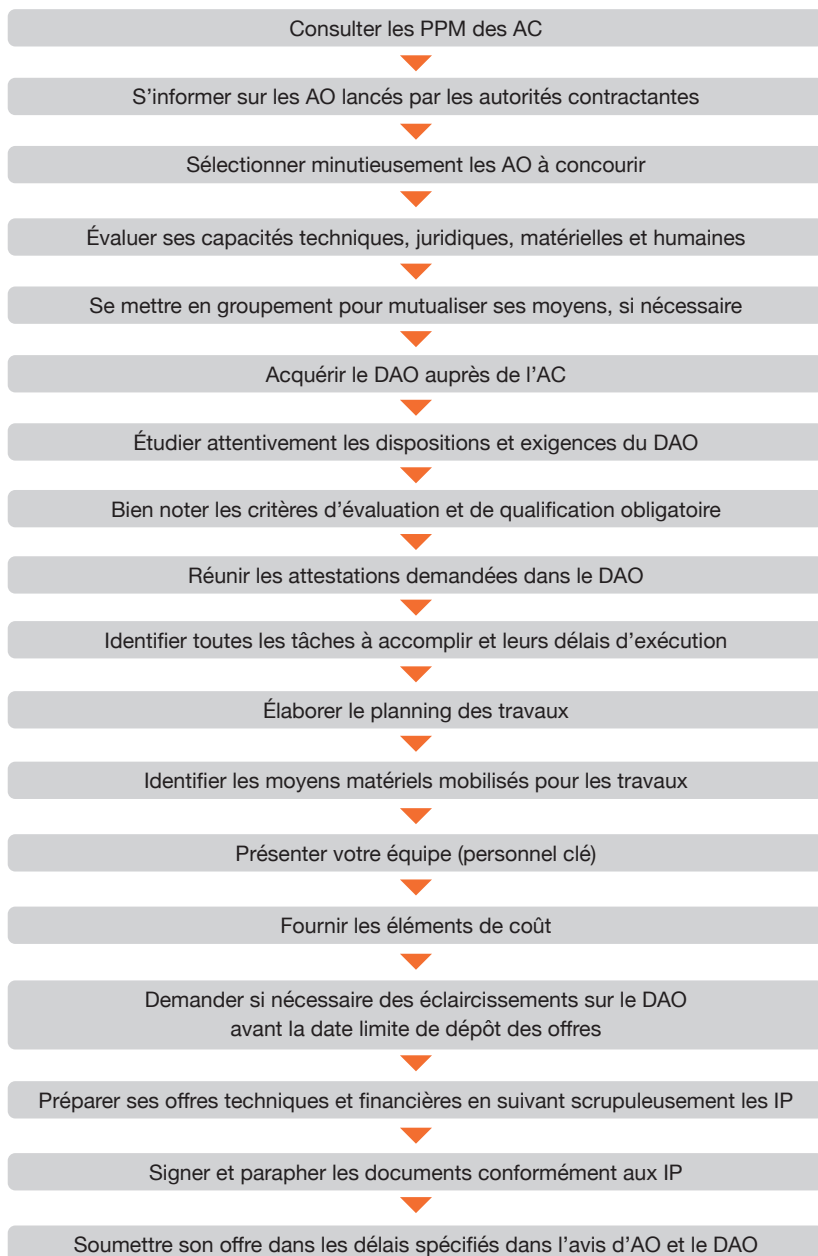 Consulter les PPM des AC
S’informer sur les AO lancés par les autorités contractantes
Sélectionner minutieusement les AO à concourir
Évaluer ses capacités techniques, juridiques, matérielles et humaines
Se mettre en groupement pour mutualiser ses moyens, si nécessaire
Acquérir le DAO auprès de l’AC
Étudier attentivement les dispositions et exigences du DAO
Bien noter les critères d’évaluation et de qualification obligatoire
Réunir les attestations demandées dans le DAO
Identifier toutes les tâches à accomplir et leurs délais d’exécution
Élaborer le planning des travaux
Identifier les moyens matériels mobilisés pour les travaux
Présenter votre équipe (personnel clé)
Fournir les éléments de coût
Demander si nécessaire des éclaircissements sur le DAO
avant la date limite de dépôt des offres
Préparer ses offres techniques et financières en suivant scrupuleusement les IP
Signer et parapher les documents conformément aux IP
Soumettre son offre dans les délais spécifiés dans l’avis d’AO et le DAO